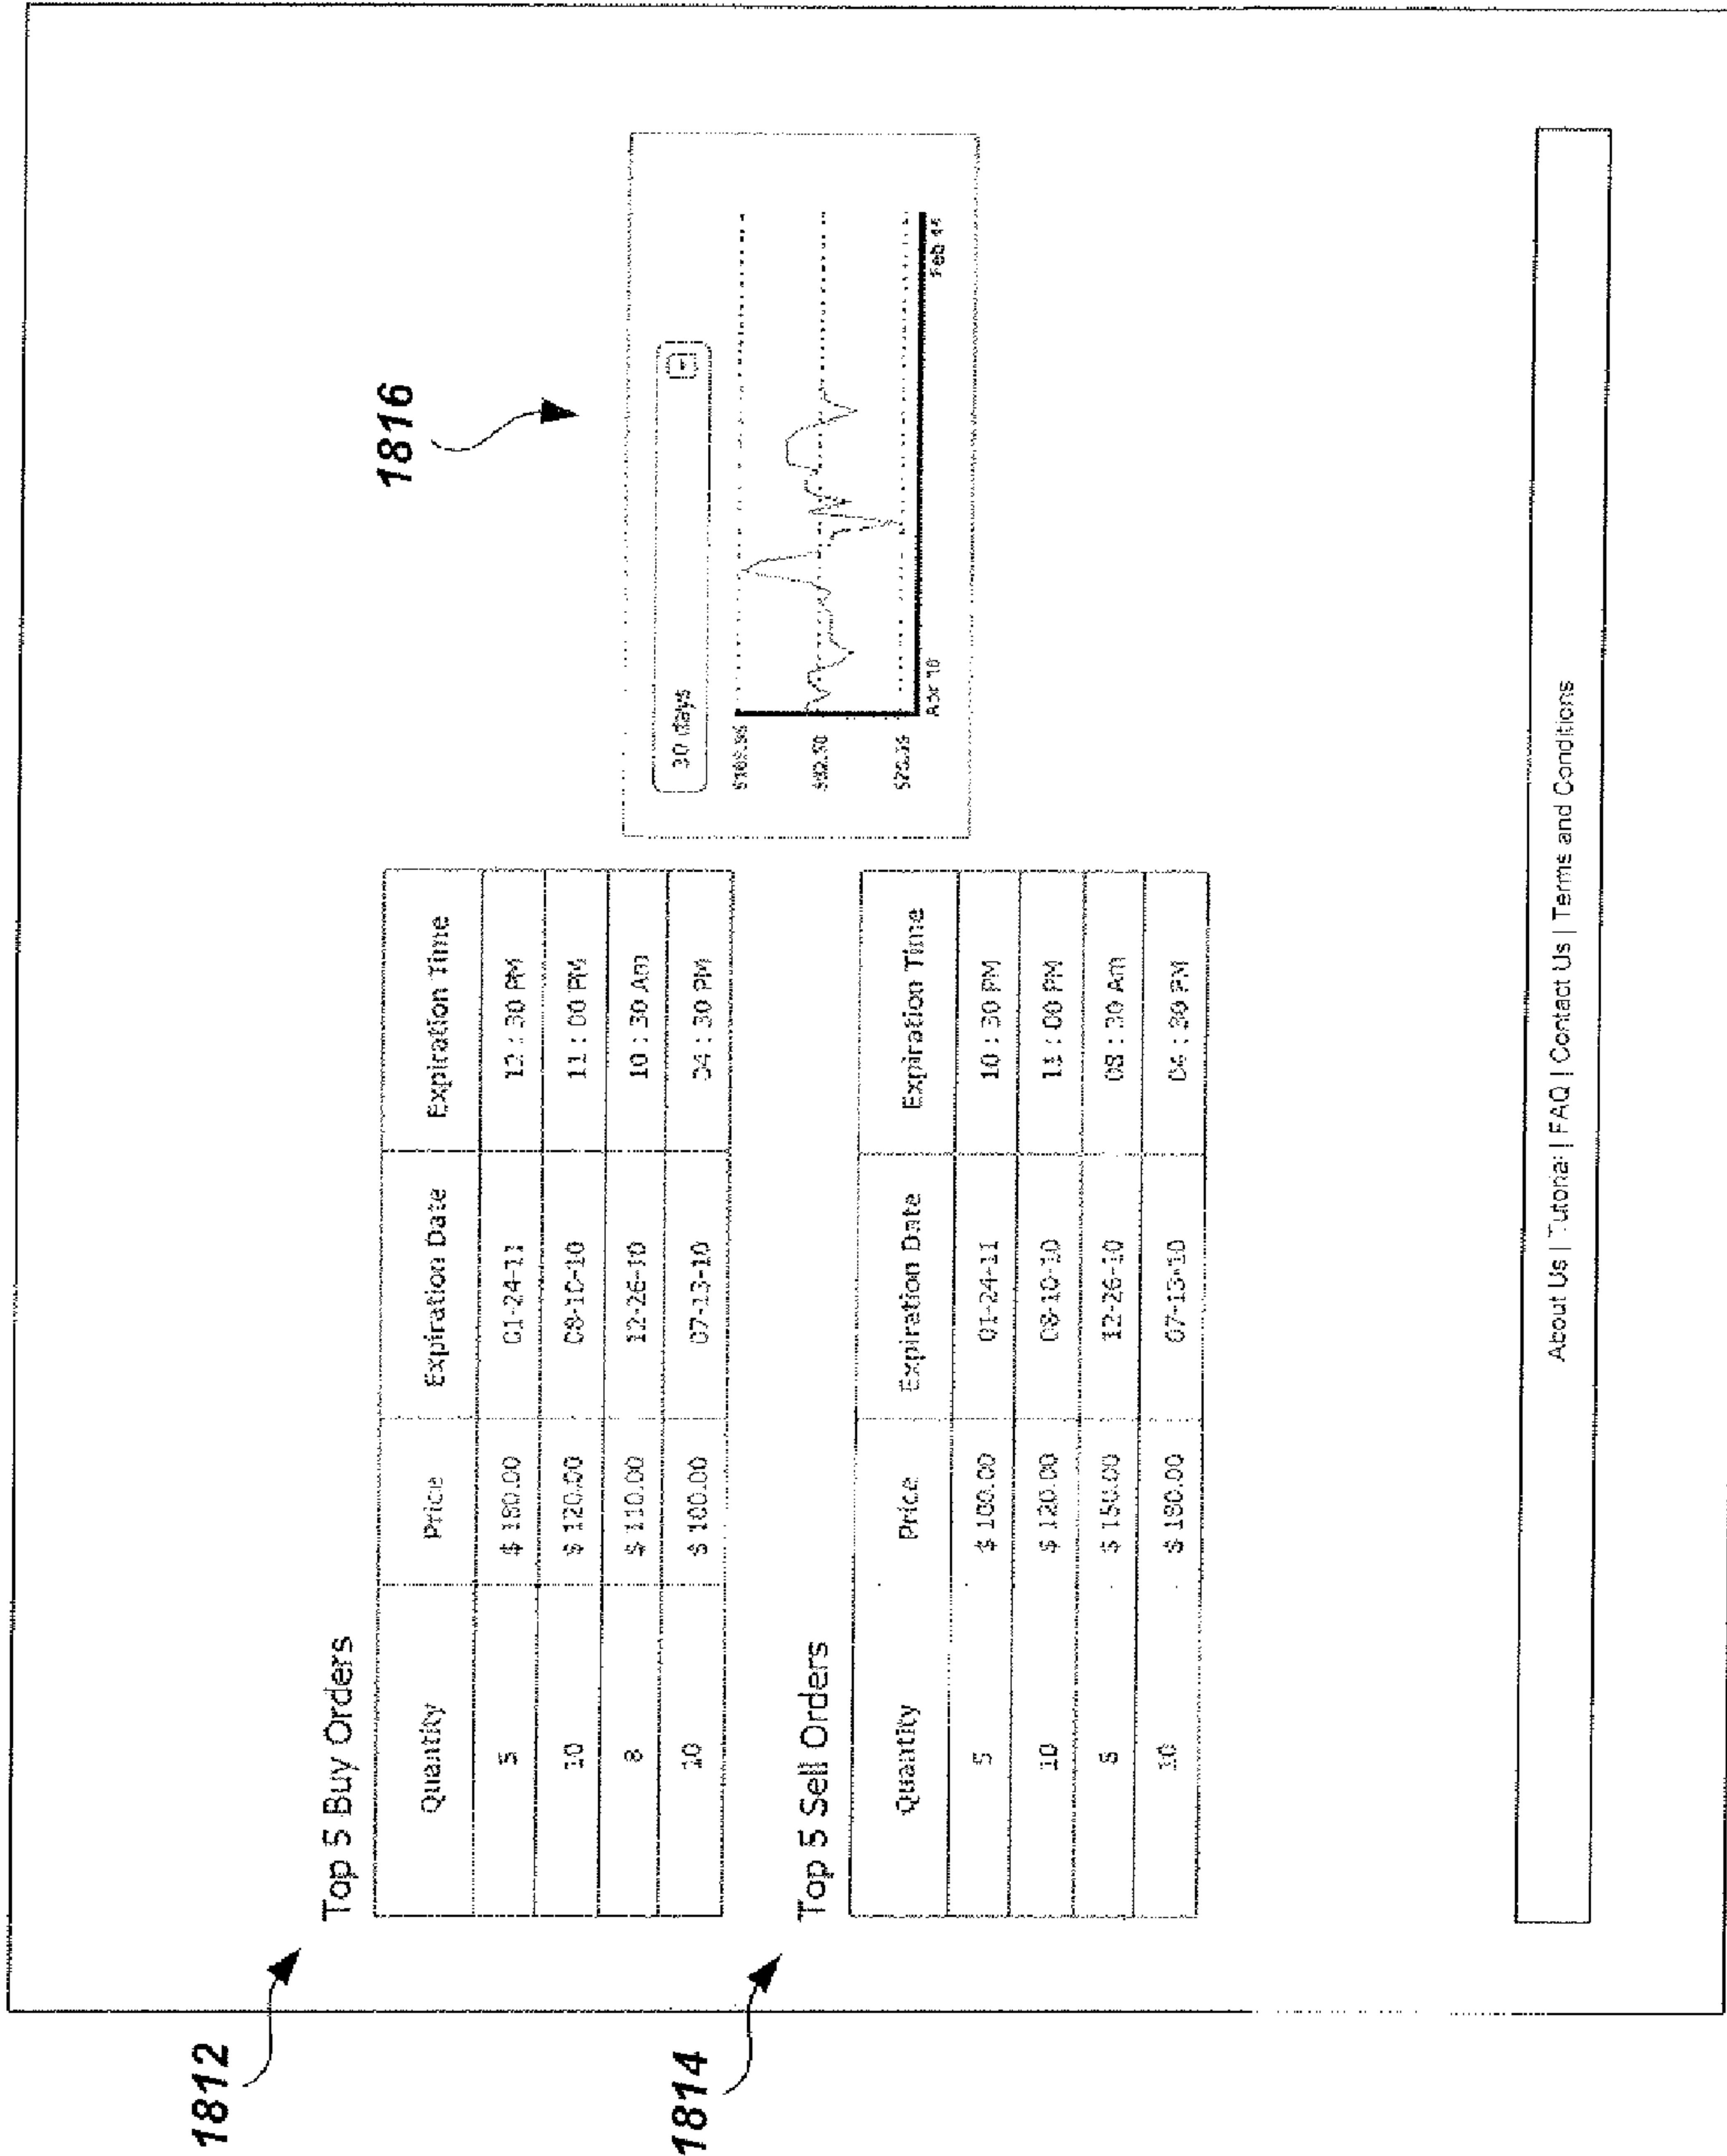 1812
Top 5 Buy Orders
Quantity Price Expiration Date Expiration Time
5 $ 180.00 01-24-11 12 : 30 PM
10 $ 120.00 08-10-10 11 : 00 PM
8 $ 110.00 12-26-10 10 : 30 Am
10 $ 100.00 07-13-10 04 : 30 PM
1816
30 days
Apr 10
Feb
1814
Top 5 Sell Orders
Quantity Price Expiration Date Expiration Time
5 $ 100.00 01-24-11 10 : 30 PM
10 $ 120.00 08-10-10 11 : 00 PM
8 $ 150.00 12-26-10 08 : 30 Am
10 $ 180.00 07-13-10 04 : 30 PM
About Us | Tutorial | FAQ | Contact Us | Terms and Conditions